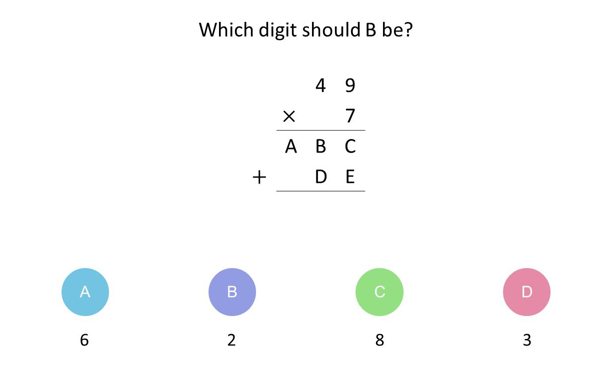 Which digit should B be?
4 9
× 7
A B C
+ D E
A B C D
6 2 8 3